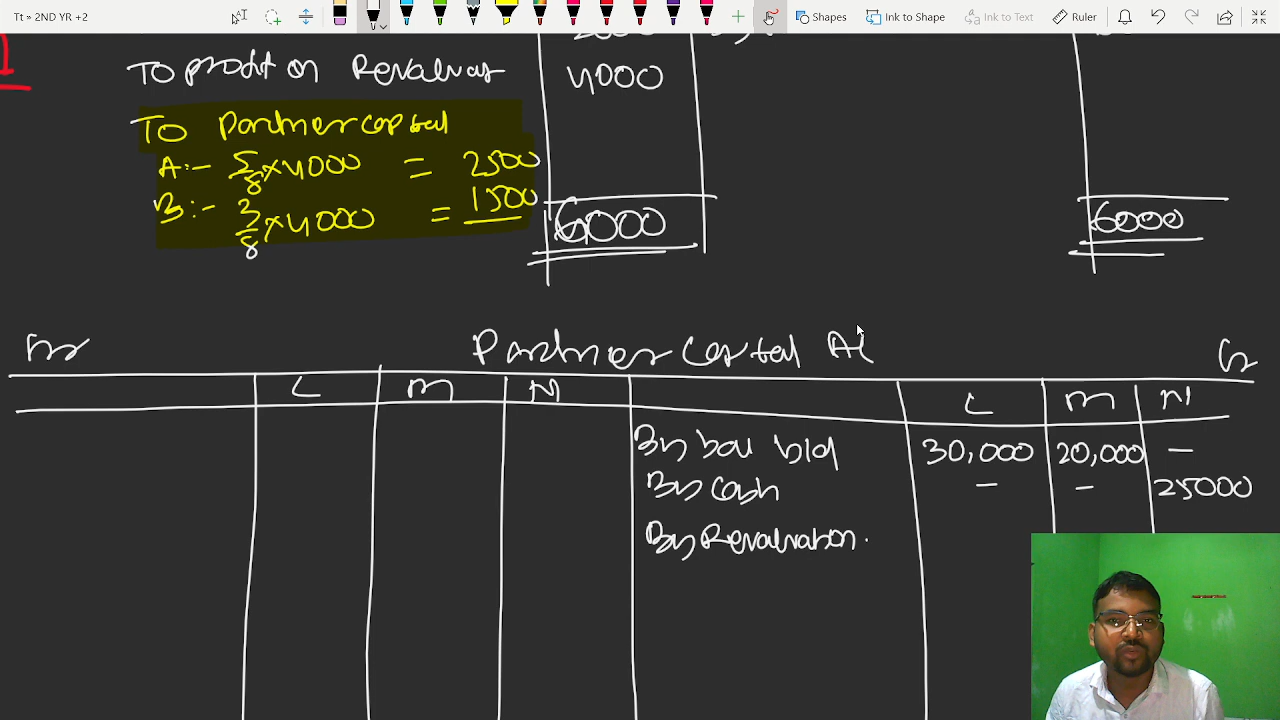 Tt » 2ND YR +2
Shapes Ink to Shape Ink to Text Ruler
To profit on Revaluat 4000
To Partner capital
A:- 5/8 × 4000 = 2500
B:- 3/8 × 4000 = 1500
6000 6000
Dr Partner Capital A/c Cr
L M N L M N
By bal b/d 30,000 20,000 -
By Cash - - 25000
By Revaluation.